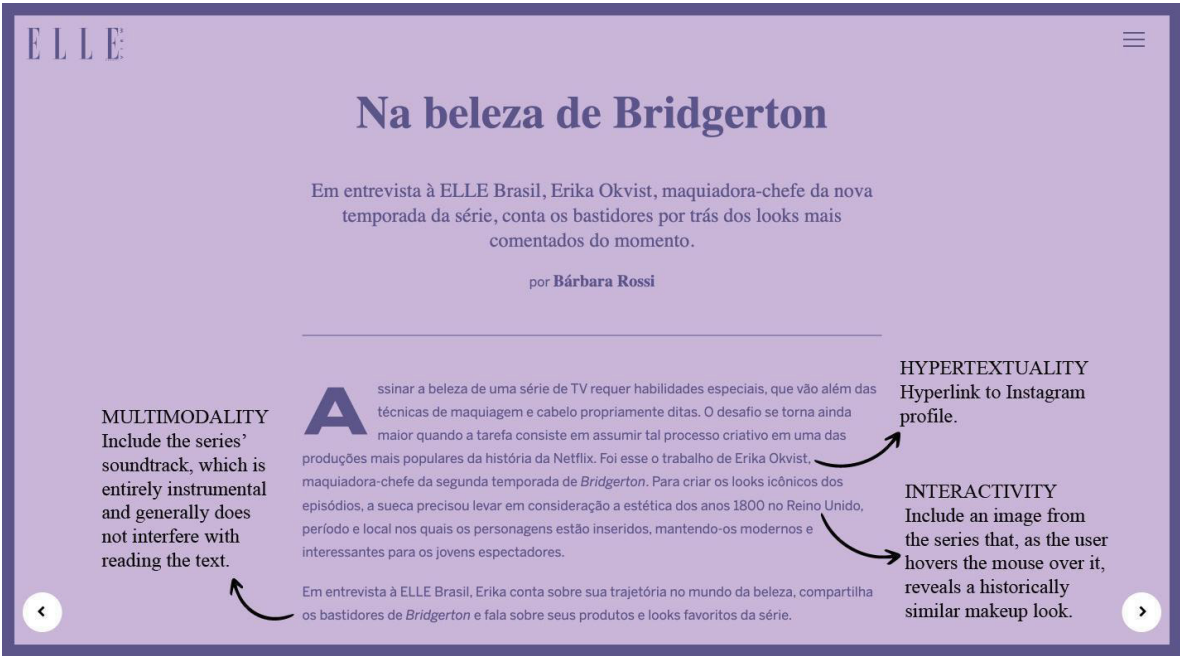 ELLE
Na beleza de Bridgerton
Em entrevista à ELLE Brasil, Erika Okvist, maquiadora-chefe da nova
temporada da série, conta os bastidores por trás dos looks mais
comentados do momento.
por Bárbara Rossi
Assinar a beleza de uma série de TV requer habilidades especiais, que vão além das
técnicas de maquiagem e cabelo propriamente ditas. O desafio se torna ainda
maior quando a tarefa consiste em assumir tal processo criativo em uma das
produções mais populares da história da Netflix. Foi esse o trabalho de Erika Okvist,
maquiadora-chefe da segunda temporada de Bridgerton. Para criar os looks icônicos dos
episódios, a sueca precisou levar em consideração a estética dos anos 1800 no Reino Unido,
período e local nos quais os personagens estão inseridos, mantendo-os modernos e
interessantes para os jovens espectadores.
Em entrevista à ELLE Brasil, Erika conta sobre sua trajetória no mundo da beleza, compartilha
os bastidores de Bridgerton e fala sobre seus produtos e looks favoritos da série.
MULTIMODALITY
Include the series’
soundtrack, which is
entirely instrumental
and generally does
not interfere with
reading the text.
HYPERTEXTUALITY
Hyperlink to Instagram
profile.
INTERACTIVITY
Include an image from
the series that, as the user
hovers the mouse over it,
reveals a historically
similar makeup look.